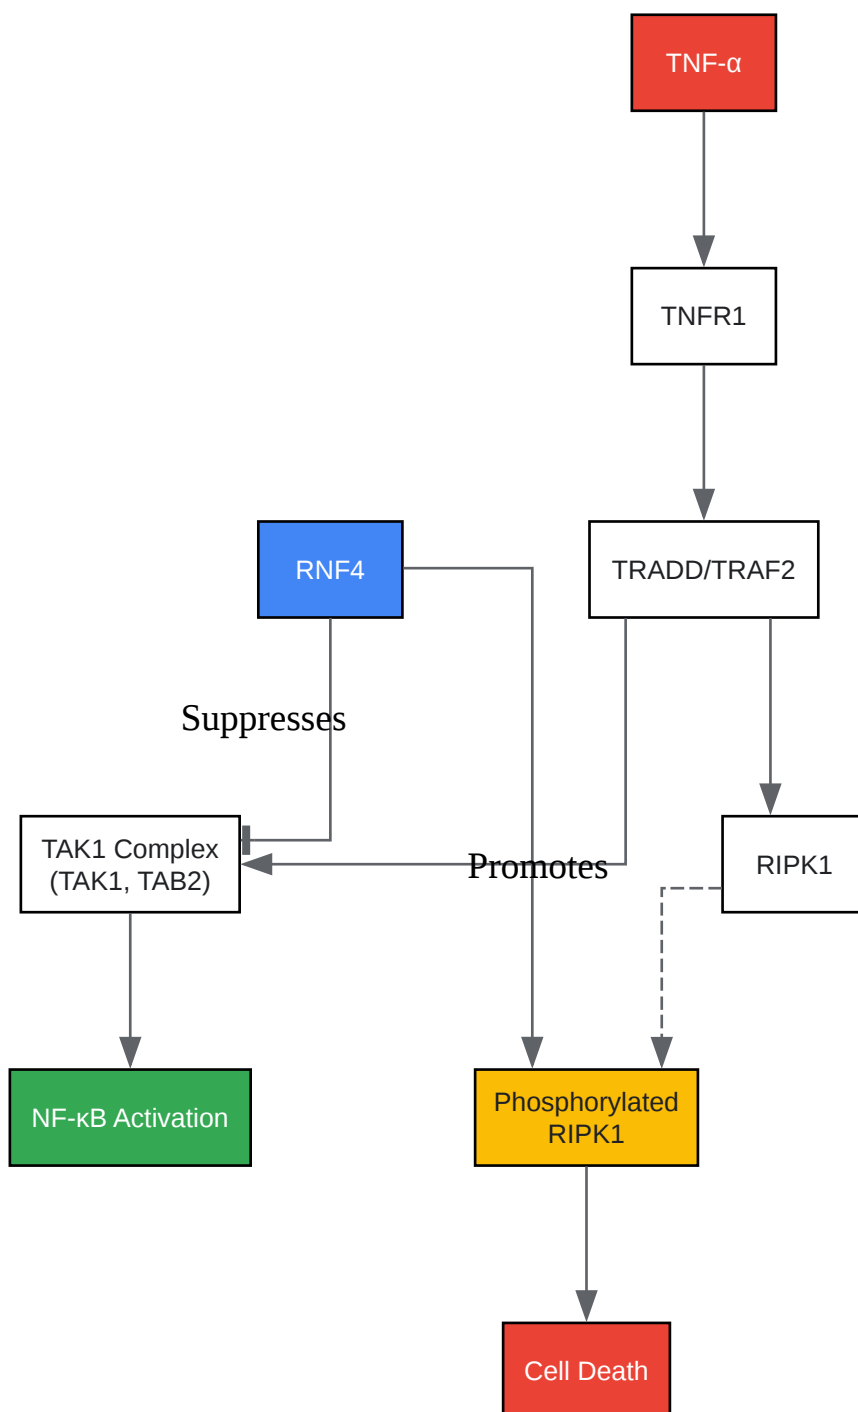 TNF-α
TNFR1
RNF4
TRADD/TRAF2
Suppresses
TAK1 Complex
(TAK1, TAB2)
Promotes
RIPK1
NF-κB Activation
Phosphorylated
RIPK1
Cell Death